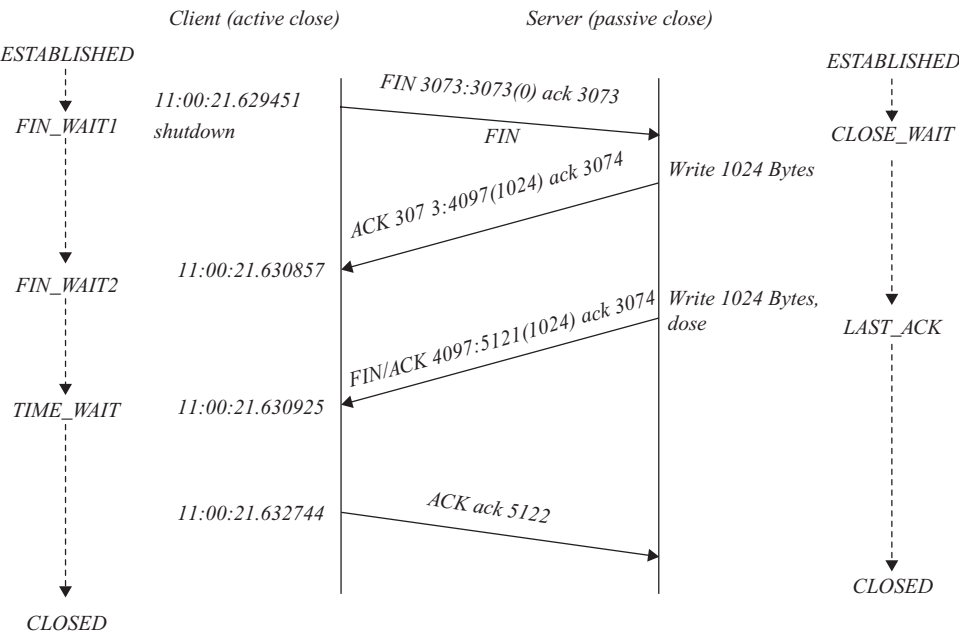 Client (active close)
Server (passive close)
ESTABLISHED
ESTABLISHED
FIN 3073:3073(0) ack 3073
11:00:21.629451
shutdown
FIN_WAIT1
FIN
CLOSE_WAIT
ACK 307 3:4097(1024) ack 3074
Write 1024 Bytes
11:00:21.630857
FIN_WAIT2
FIN/ACK 4097:5121(1024) ack 3074
Write 1024 Bytes,
dose
LAST_ACK
TIME_WAIT
11:00:21.630925
ACK ack 5122
11:00:21.632744
CLOSED
CLOSED